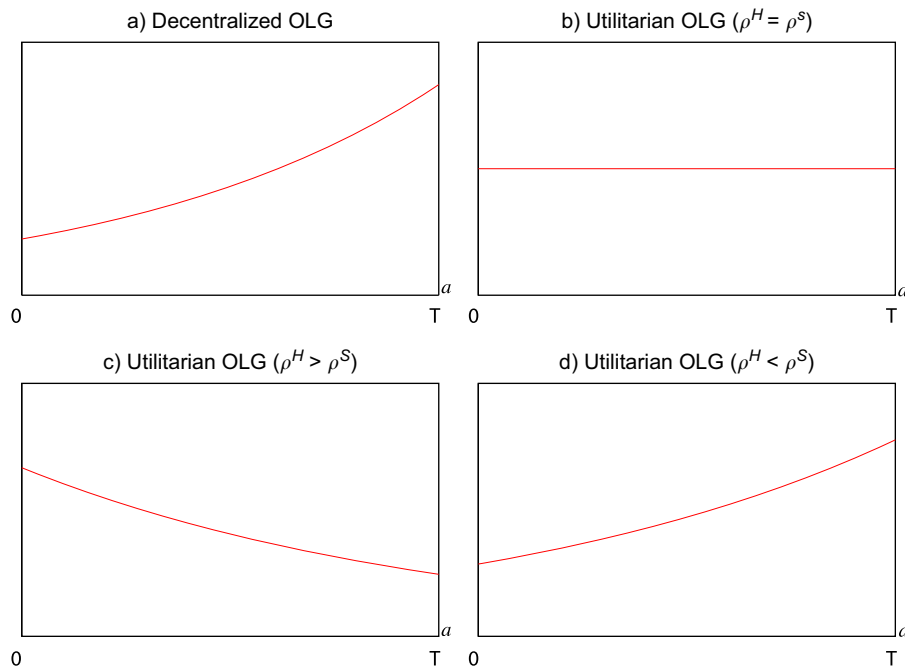 a) Decentralized OLG
b) Utilitarian OLG (ρ^H = ρ^s)
a
a
0 T
0 T
c) Utilitarian OLG (ρ^H > ρ^S)
d) Utilitarian OLG (ρ^H < ρ^S)
a
a
0 T
0 T